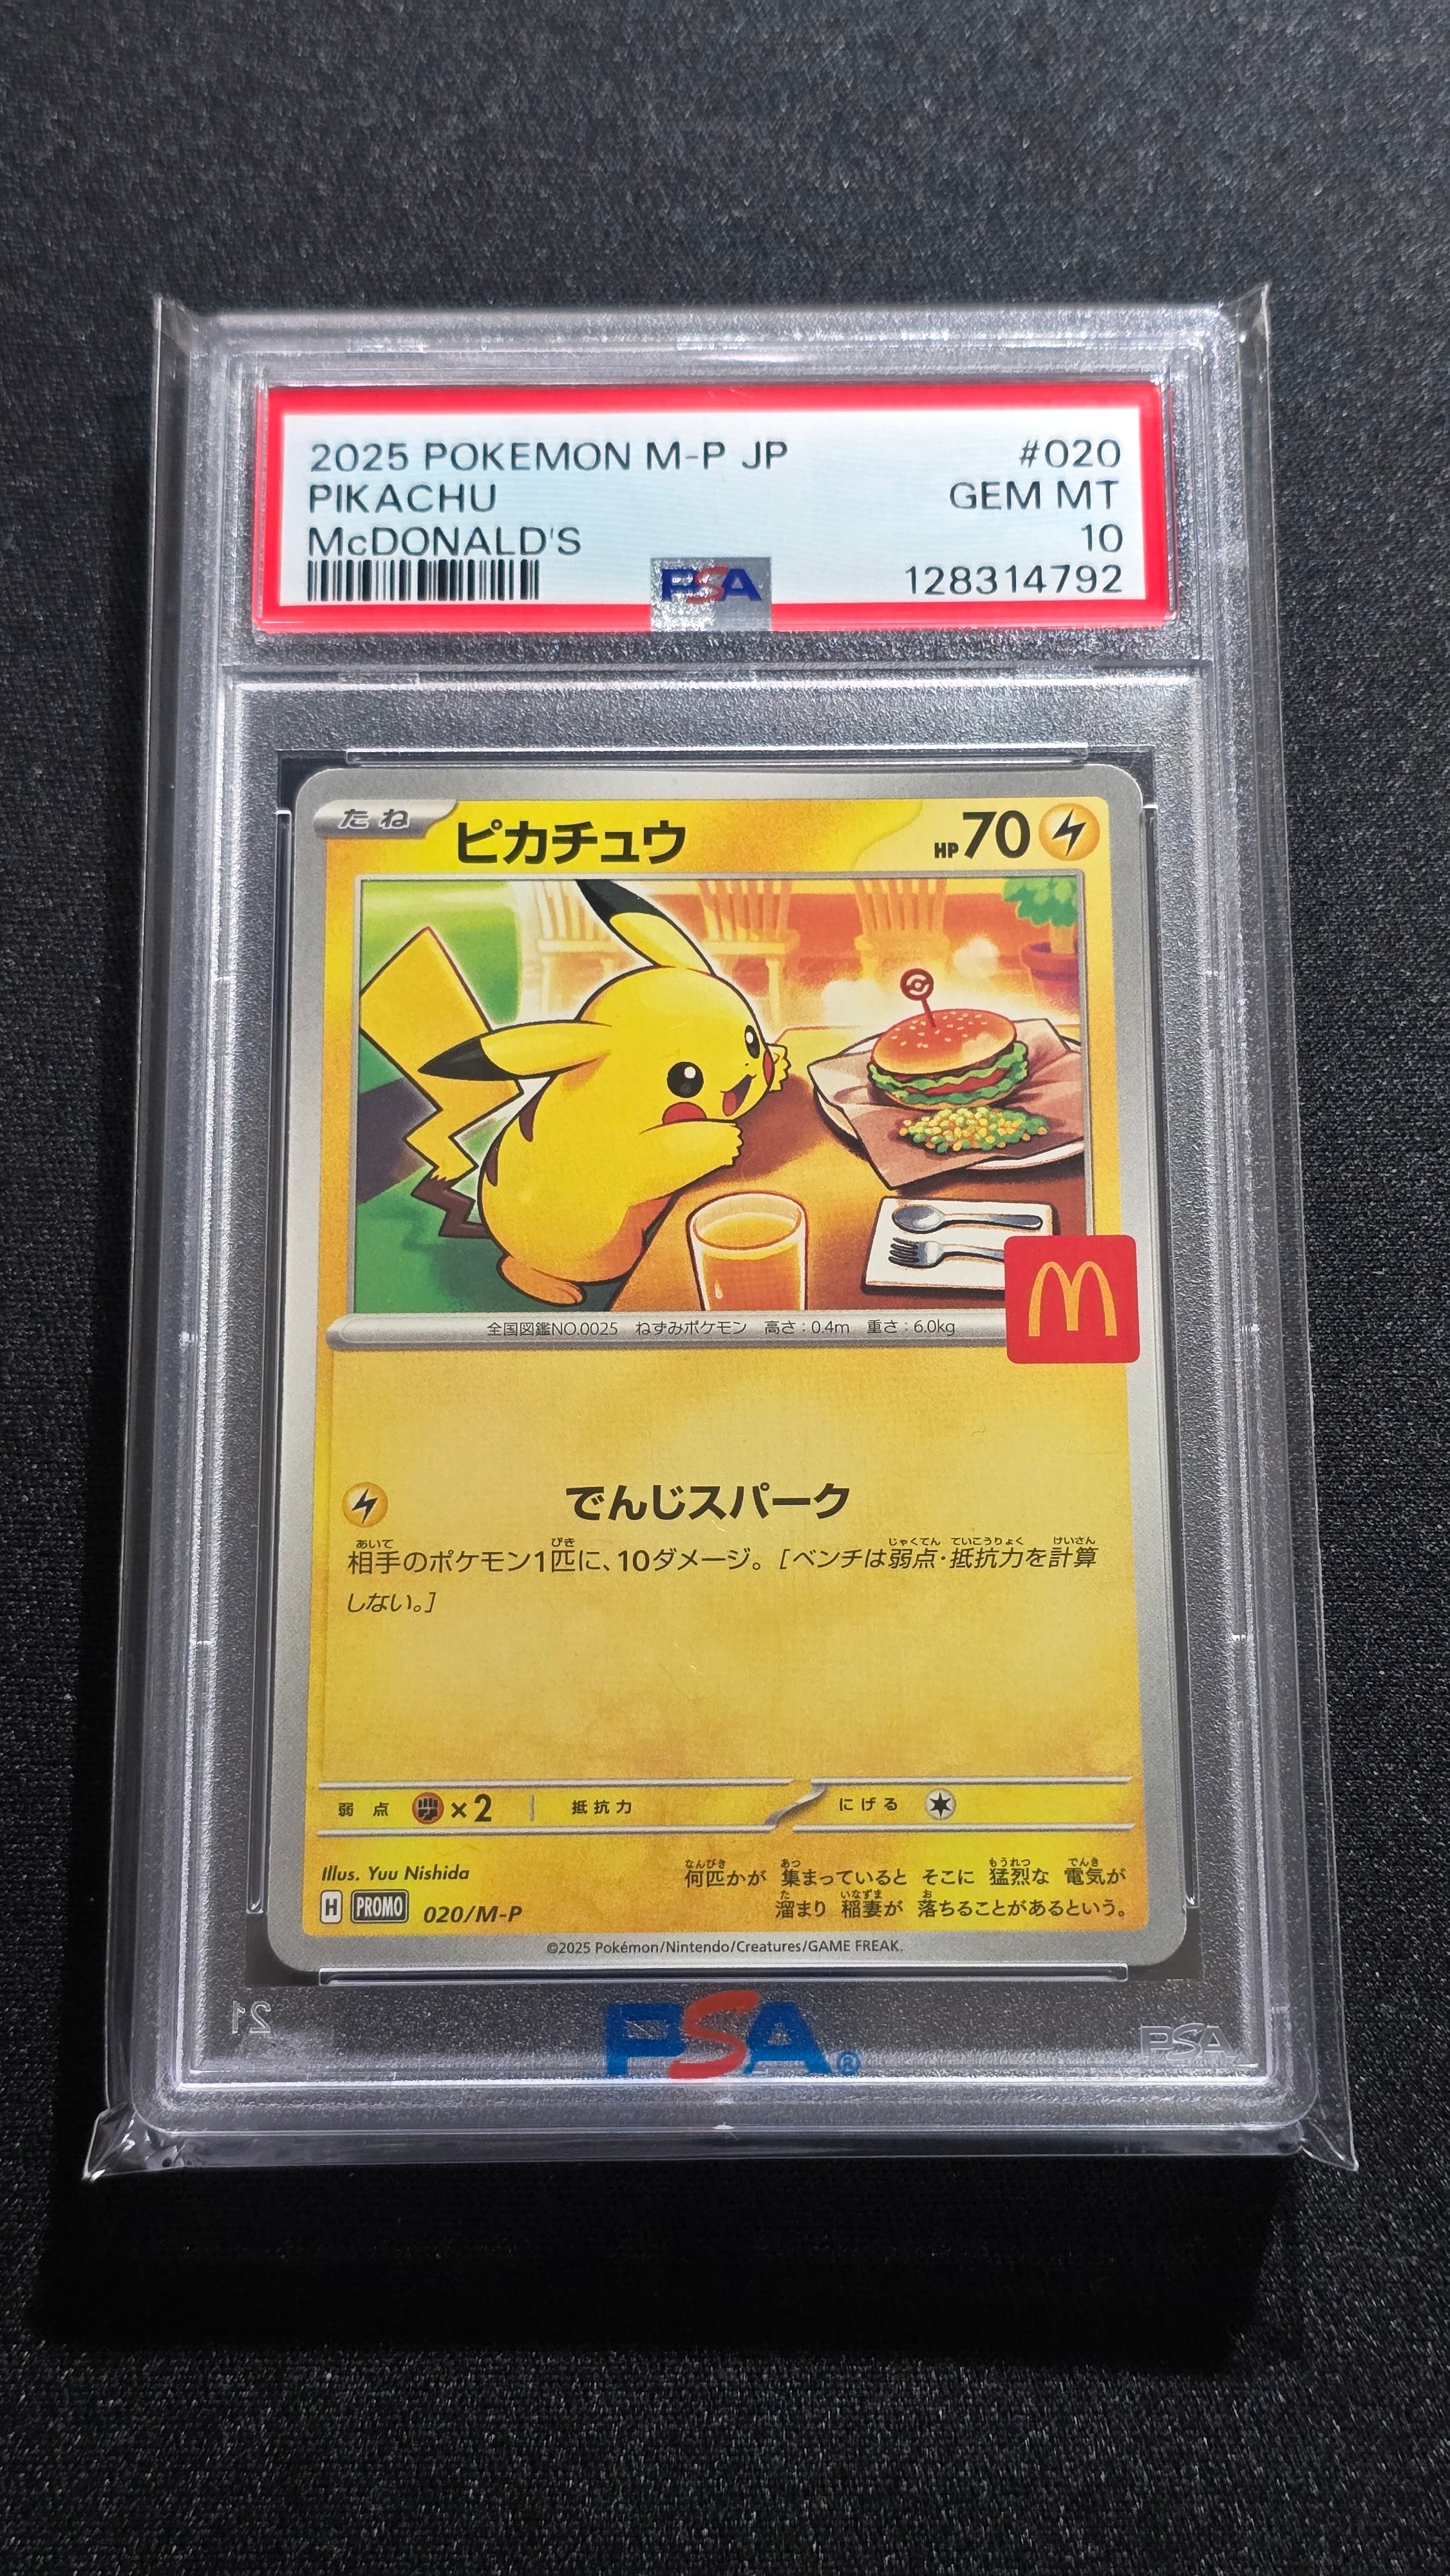 2025 POKEMON M-P JP #020
PIKACHU GEM MT
McDONALD'S 10
PSA 128314792
たね ピカチュウ HP70
全国図鑑NO.0025 ねずみポケモン 高さ:0.4m 重さ:6.0kg
でんじスパーク
相手のポケモン1匹に、10ダメージ。[ベンチは弱点・抵抗力を計算
しない。]
弱点 ×2 抵抗力 にげる
Illus. Yuu Nishida
H PROMO 020/M-P
何匹かが 集まっていると そこに 猛烈な 電気が
溜まり 稲妻が 落ちることがあるという。
©2025 Pokémon/Nintendo/Creatures/GAME FREAK.
21 PSA® PSA